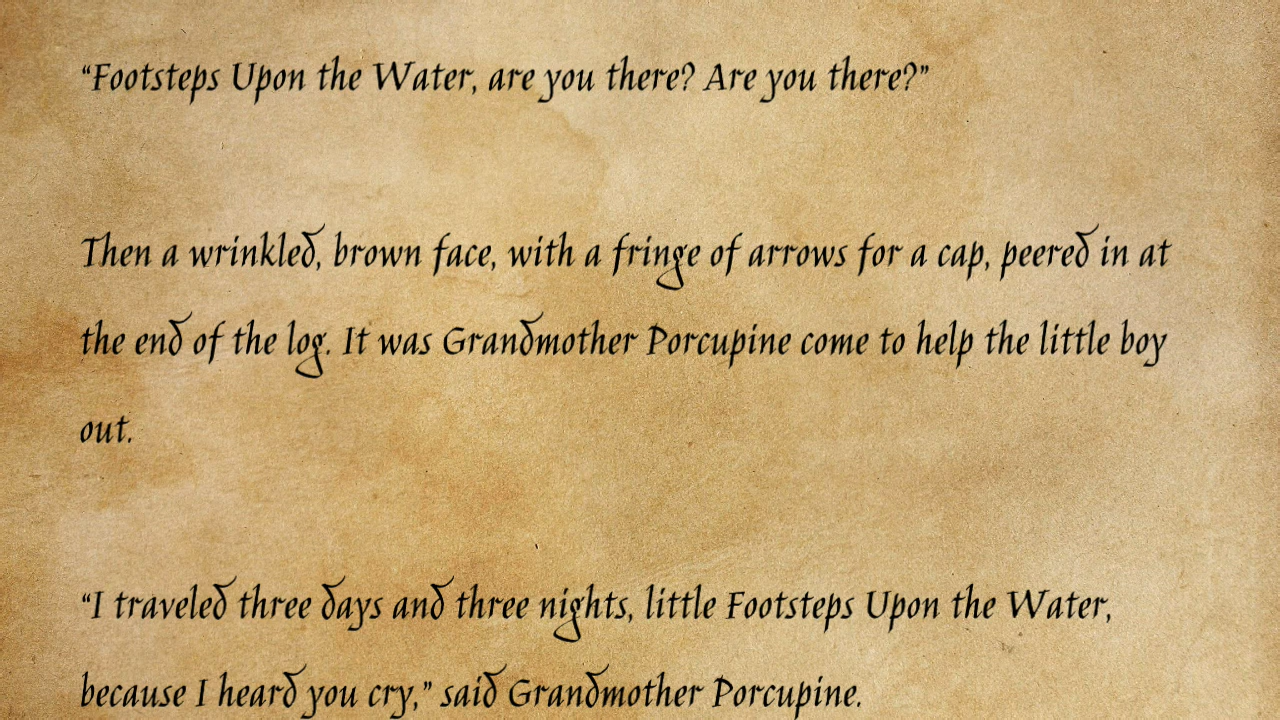 “Footsteps Upon the Water, are you there? Are you there?”
Then a wrinkled, brown face, with a fringe of arrows for a cap, peered in at
the end of the log. It was Grandmother Porcupine come to help the little boy
out.
“I traveled three days and three nights, little Footsteps Upon the Water,
because I heard you cry,” said Grandmother Porcupine.